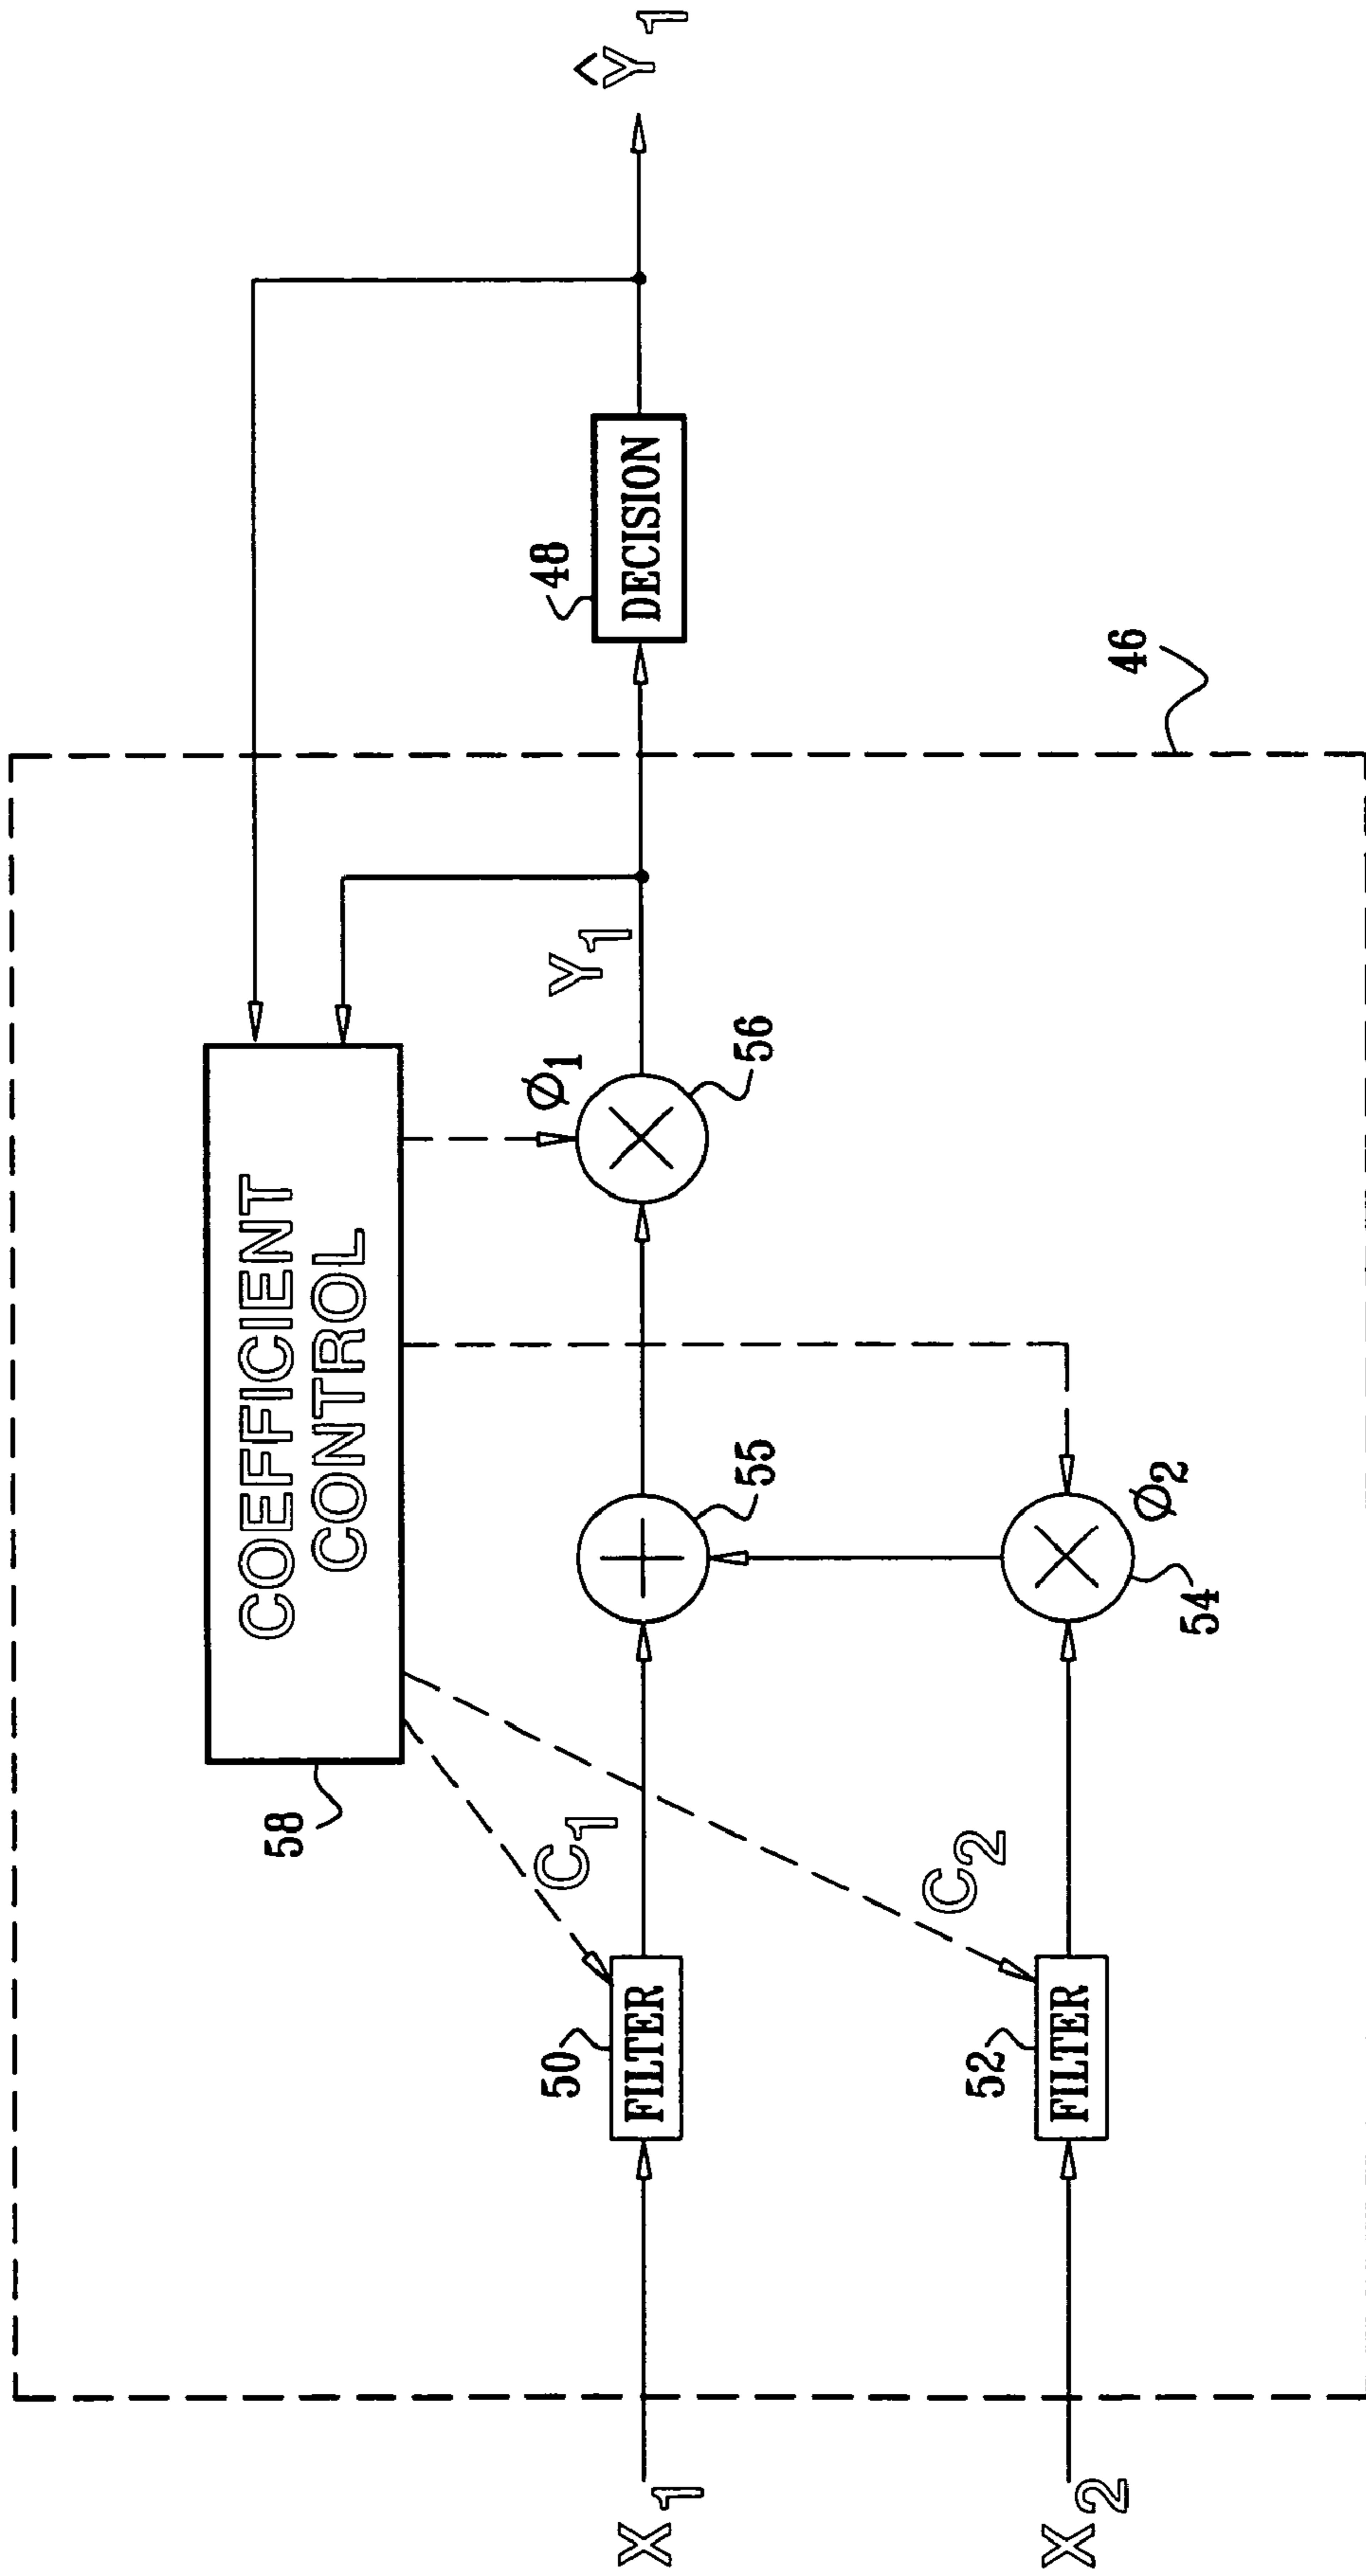 COEFFICIENT
CONTROL
58
X₁
50
FILTER
C₁
55
ø₁
56
Y₁
48
DECISION
Ŷ₁
X₂
52
FILTER
C₂
54
ø₂
46